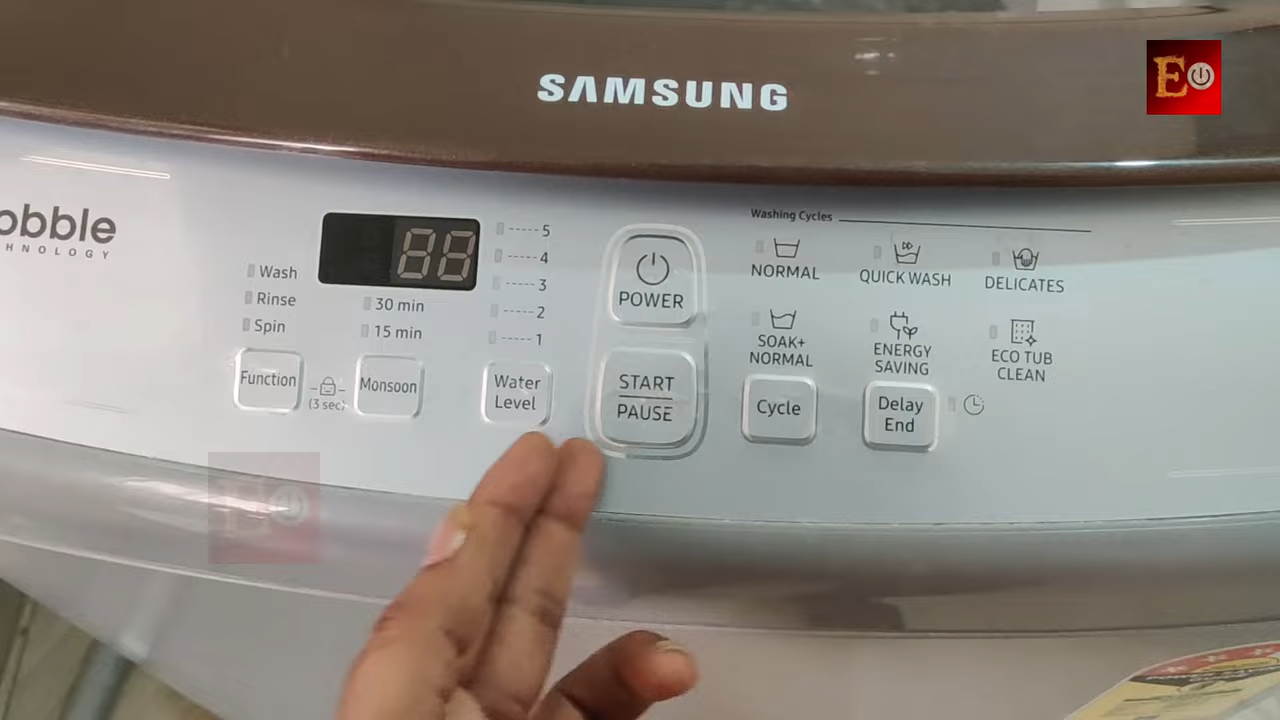 SAMSUNG
E
obble
HNOLOGY
88
Wash
Rinse
Spin
30 min
15 min
5
4
3
2
1
Function
(3 sec)
Monsoon
Water
Level
POWER
START
PAUSE
Washing Cycles
NORMAL
QUICK WASH
DELICATES
SOAK+
NORMAL
ENERGY
SAVING
ECO TUB
CLEAN
Cycle
Delay
End